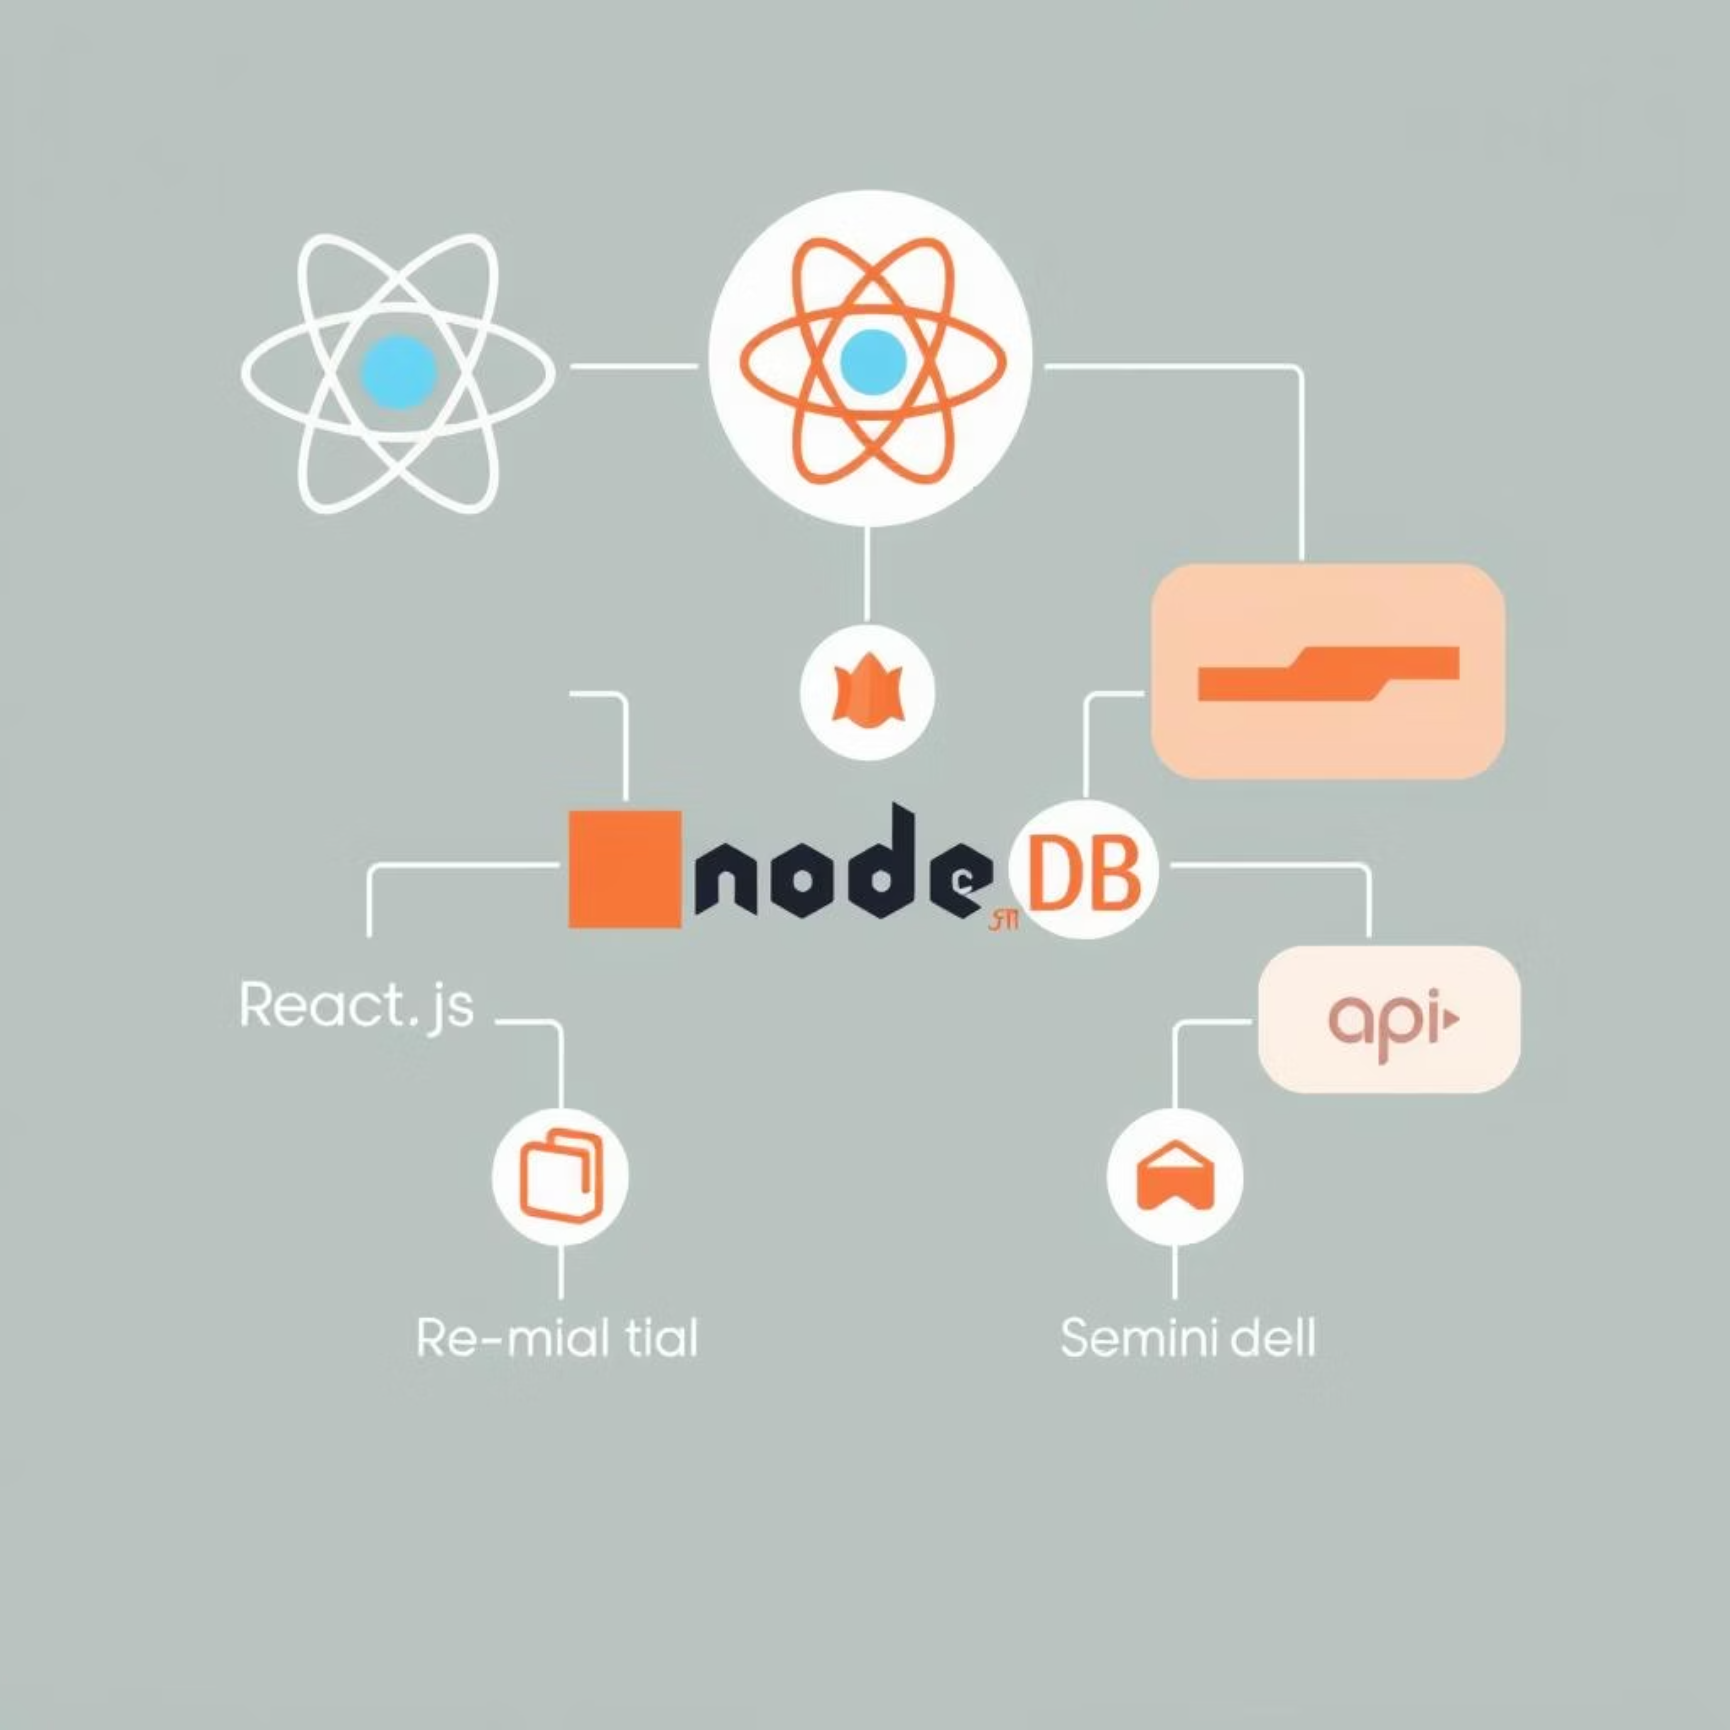 node
DB
React.js
api
Re-mial tial
Semini dell